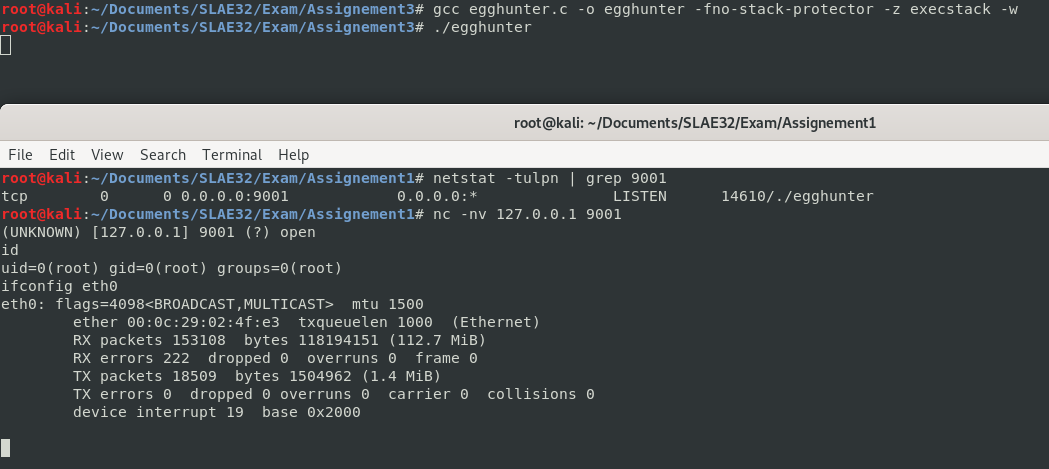 root@kali:~/Documents/SLAE32/Exam/Assignement3# gcc egghunter.c -o egghunter -fno-stack-protector -z execstack -w
root@kali:~/Documents/SLAE32/Exam/Assignement3# ./egghunter
root@kali: ~/Documents/SLAE32/Exam/Assignement1
File Edit View Search Terminal Help
root@kali:~/Documents/SLAE32/Exam/Assignement1# netstat -tulpn | grep 9001
tcp        0      0 0.0.0.0:9001            0.0.0.0:*               LISTEN      14610/./egghunter
root@kali:~/Documents/SLAE32/Exam/Assignement1# nc -nv 127.0.0.1 9001
(UNKNOWN) [127.0.0.1] 9001 (?) open
id
uid=0(root) gid=0(root) groups=0(root)
ifconfig eth0
eth0: flags=4098<BROADCAST,MULTICAST>  mtu 1500
        ether 00:0c:29:02:4f:e3  txqueuelen 1000  (Ethernet)
        RX packets 153108  bytes 118194151 (112.7 MiB)
        RX errors 222  dropped 0  overruns 0  frame 0
        TX packets 18509  bytes 1504962 (1.4 MiB)
        TX errors 0  dropped 0 overruns 0  carrier 0  collisions 0
        device interrupt 19  base 0x2000